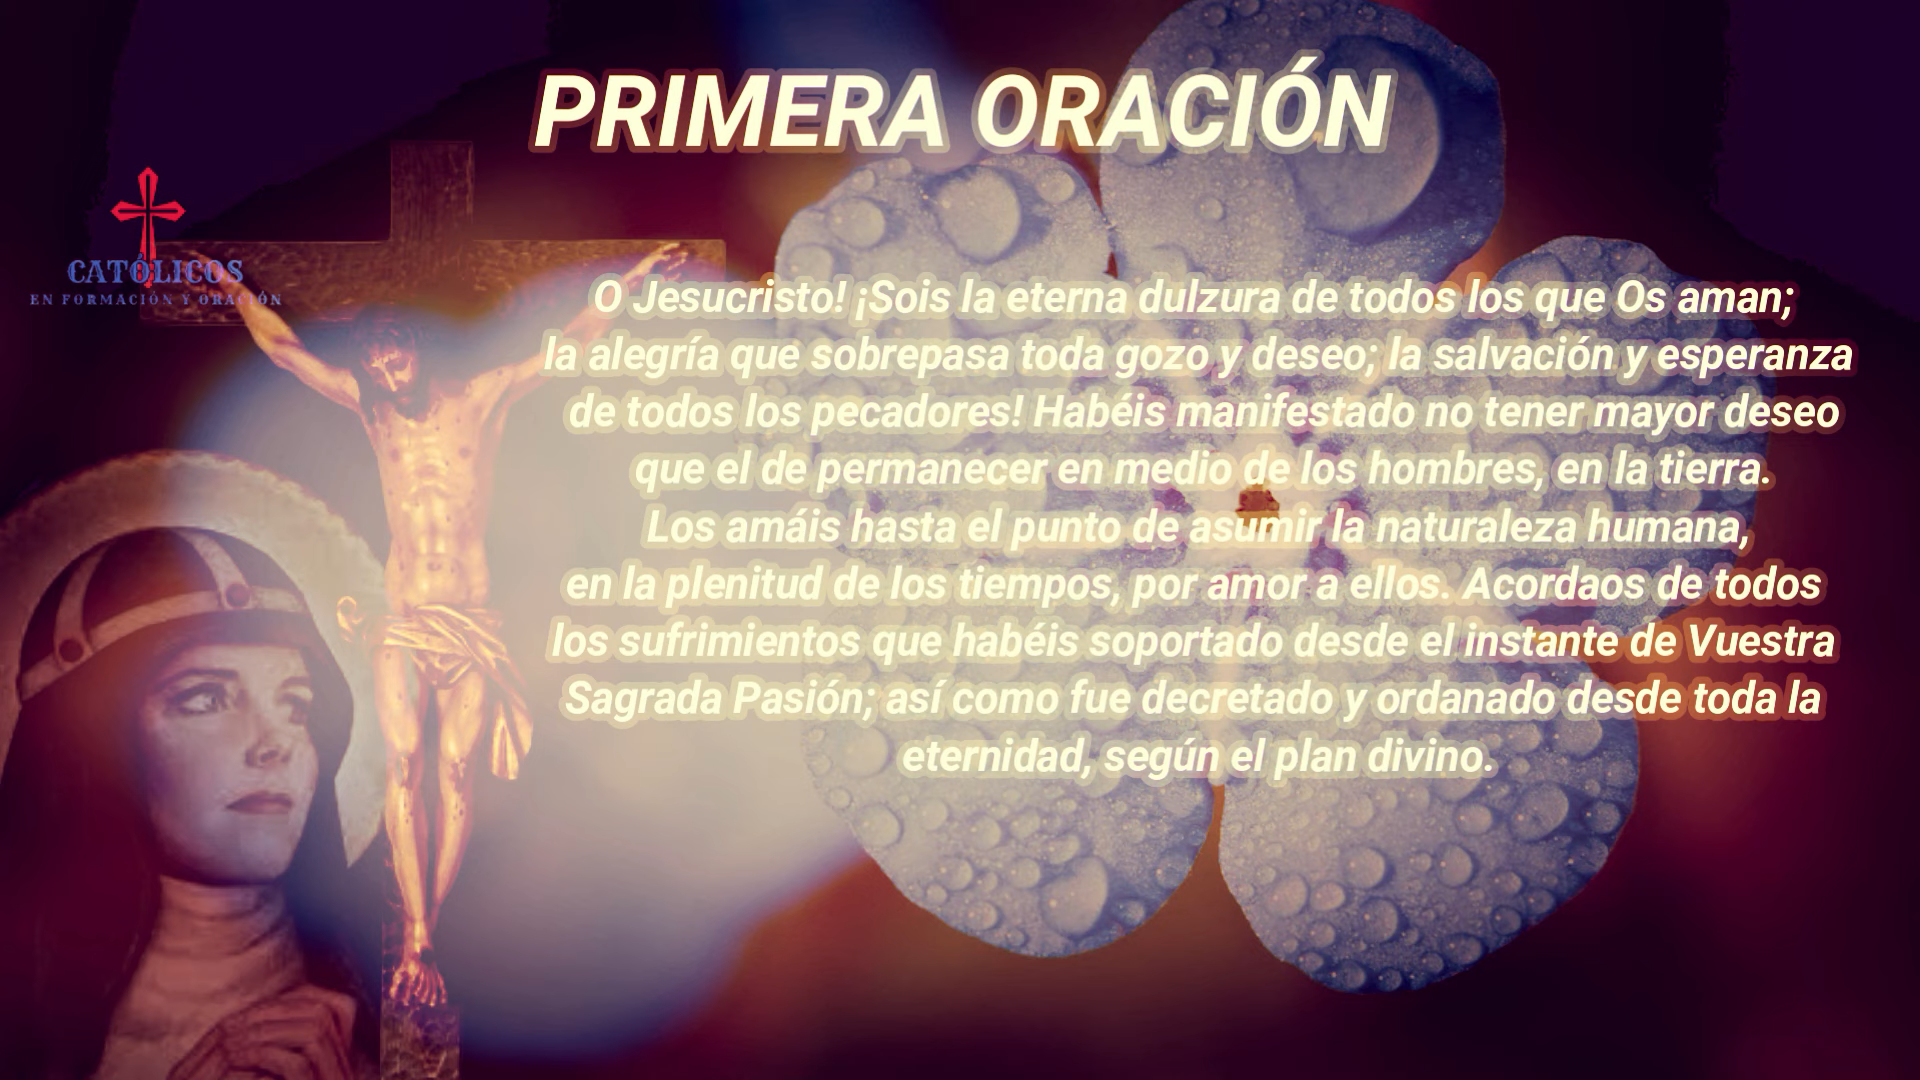 PRIMERA ORACIÓN
CATÓLICOS
EN FORMACIÓN Y ORACIÓN
O Jesucristo! ¡Sois la eterna dulzura de todos los que Os aman;
la alegría que sobrepasa toda gozo y deseo; la salvación y esperanza
de todos los pecadores! Habéis manifestado no tener mayor deseo
que el de permanecer en medio de los hombres, en la tierra.
Los amáis hasta el punto de asumir la naturaleza humana,
en la plenitud de los tiempos, por amor a ellos. Acordaos de todos
los sufrimientos que habéis soportado desde el instante de Vuestra
Sagrada Pasión; así como fue decretado y ordanado desde toda la
eternidad, según el plan divino.